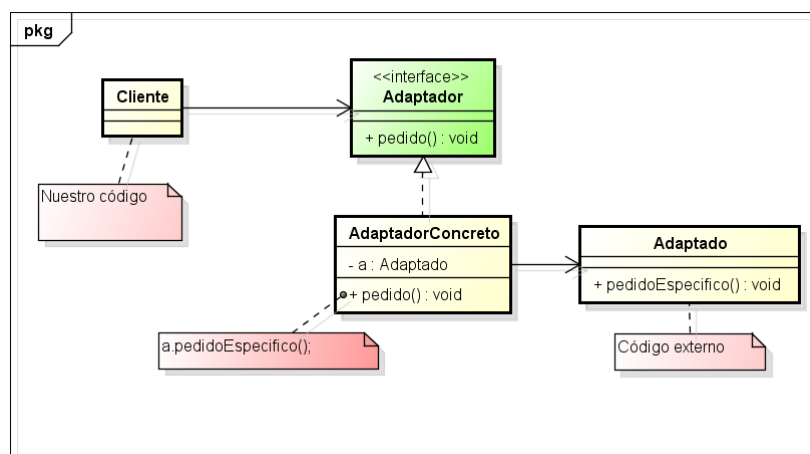 pkg
Cliente
<<interface>>
Adaptador
+ pedido() : void
Nuestro código
AdaptadorConcreto
- a : Adaptado
+ pedido() : void
Adaptado
+ pedidoEspecifico() : void
a.pedidoEspecifico();
Código externo